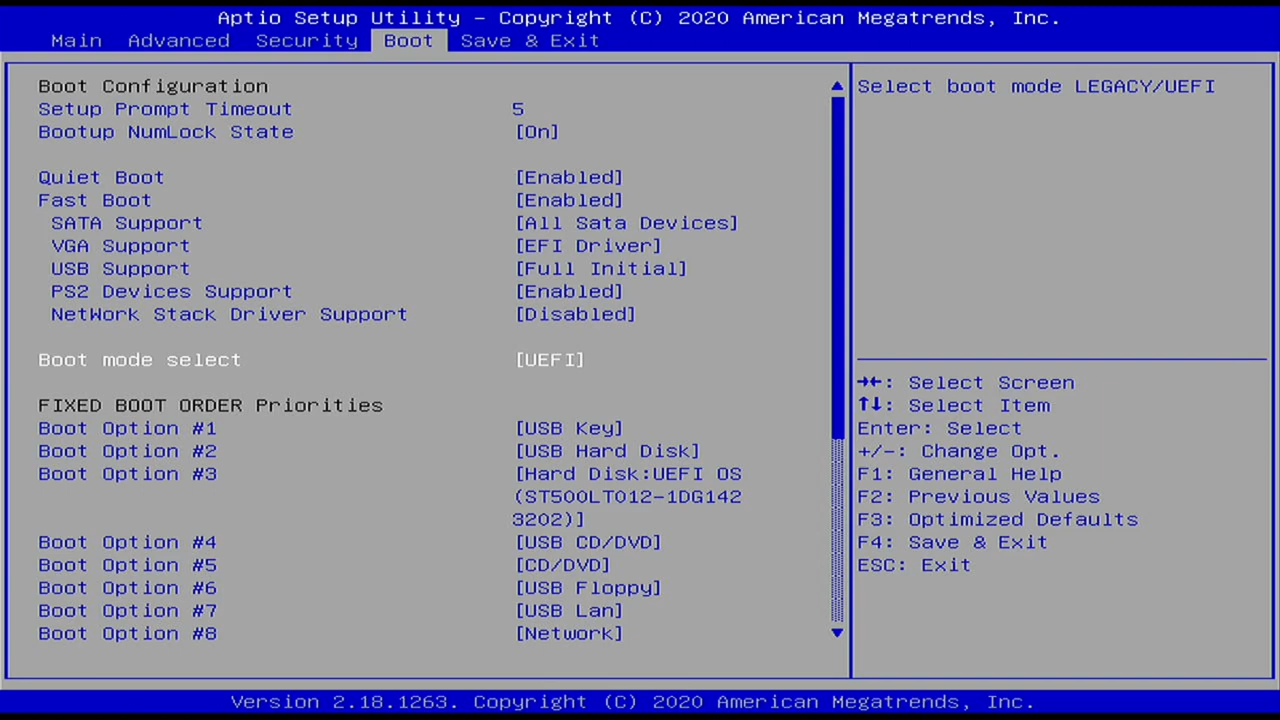 Aptio Setup Utility – Copyright (C) 2020 American Megatrends, Inc.
Main Advanced Security Boot Save & Exit
Boot Configuration
Setup Prompt Timeout 5
Bootup NumLock State [On]
Quiet Boot [Enabled]
Fast Boot [Enabled]
SATA Support [All Sata Devices]
VGA Support [EFI Driver]
USB Support [Full Initial]
PS2 Devices Support [Enabled]
NetWork Stack Driver Support [Disabled]
Boot mode select [UEFI]
FIXED BOOT ORDER Priorities
Boot Option #1 [USB Key]
Boot Option #2 [USB Hard Disk]
Boot Option #3 [Hard Disk:UEFI OS
(ST500LT012-1DG142
3202)]
Boot Option #4 [USB CD/DVD]
Boot Option #5 [CD/DVD]
Boot Option #6 [USB Floppy]
Boot Option #7 [USB Lan]
Boot Option #8 [Network]
Select boot mode LEGACY/UEFI
→←: Select Screen
↑↓: Select Item
Enter: Select
+/-: Change Opt.
F1: General Help
F2: Previous Values
F3: Optimized Defaults
F4: Save & Exit
ESC: Exit
Version 2.18.1263. Copyright (C) 2020 American Megatrends, Inc.